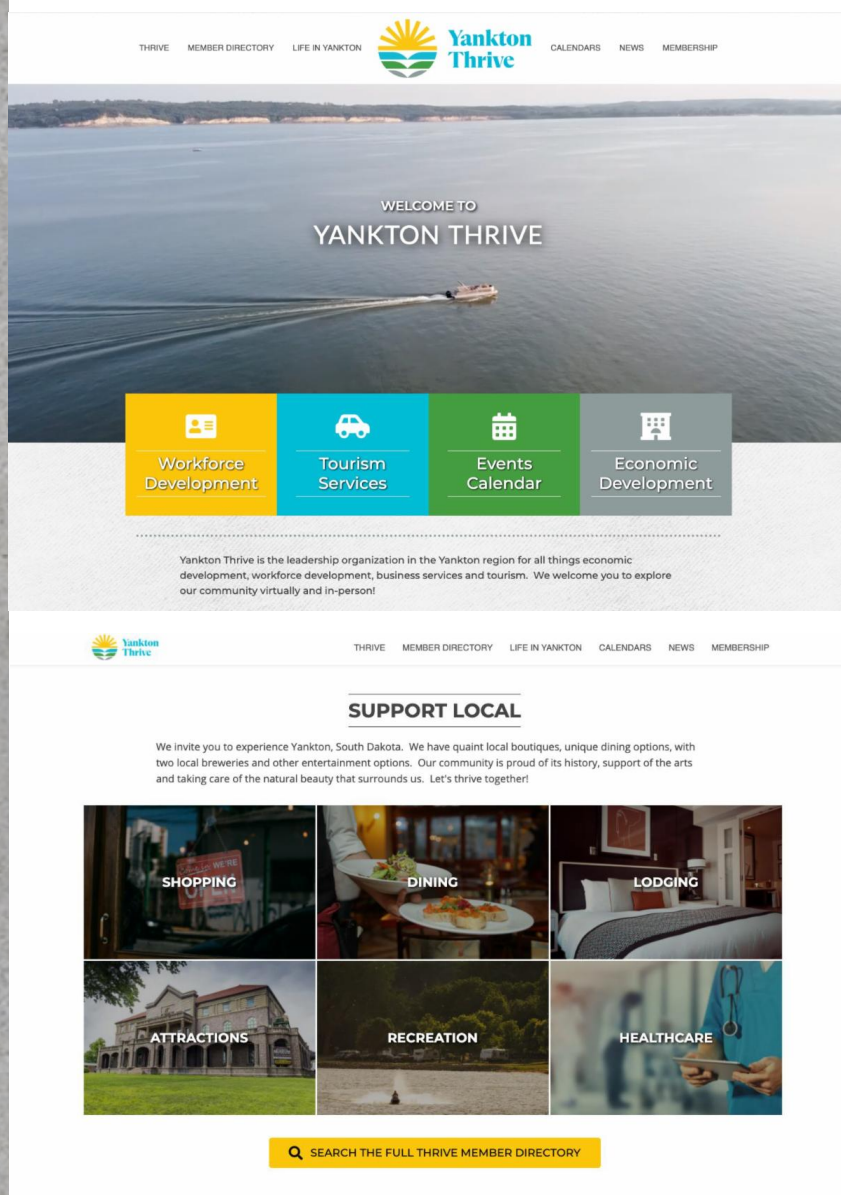 THRIVE MEMBER DIRECTORY LIFE IN YANKTON
Yankton
Thrive
CALENDARS NEWS MEMBERSHIP
WELCOME TO
YANKTON THRIVE
Workforce
Development
Tourism
Services
Events
Calendar
Economic
Development
Yankton Thrive is the leadership organization in the Yankton region for all things economic
development, workforce development, business services and tourism. We welcome you to explore
our community virtually and in-person!
Yankton
Thrive
THRIVE MEMBER DIRECTORY LIFE IN YANKTON CALENDARS NEWS MEMBERSHIP
SUPPORT LOCAL
We invite you to experience Yankton, South Dakota. We have quaint local boutiques, unique dining options, with
two local breweries and other entertainment options. Our community is proud of its history, support of the arts
and taking care of the natural beauty that surrounds us. Let's thrive together!
WE'RE
OPEN
SHOPPING
DINING
LODGING
ATTRACTIONS
RECREATION
HEALTHCARE
SEARCH THE FULL THRIVE MEMBER DIRECTORY